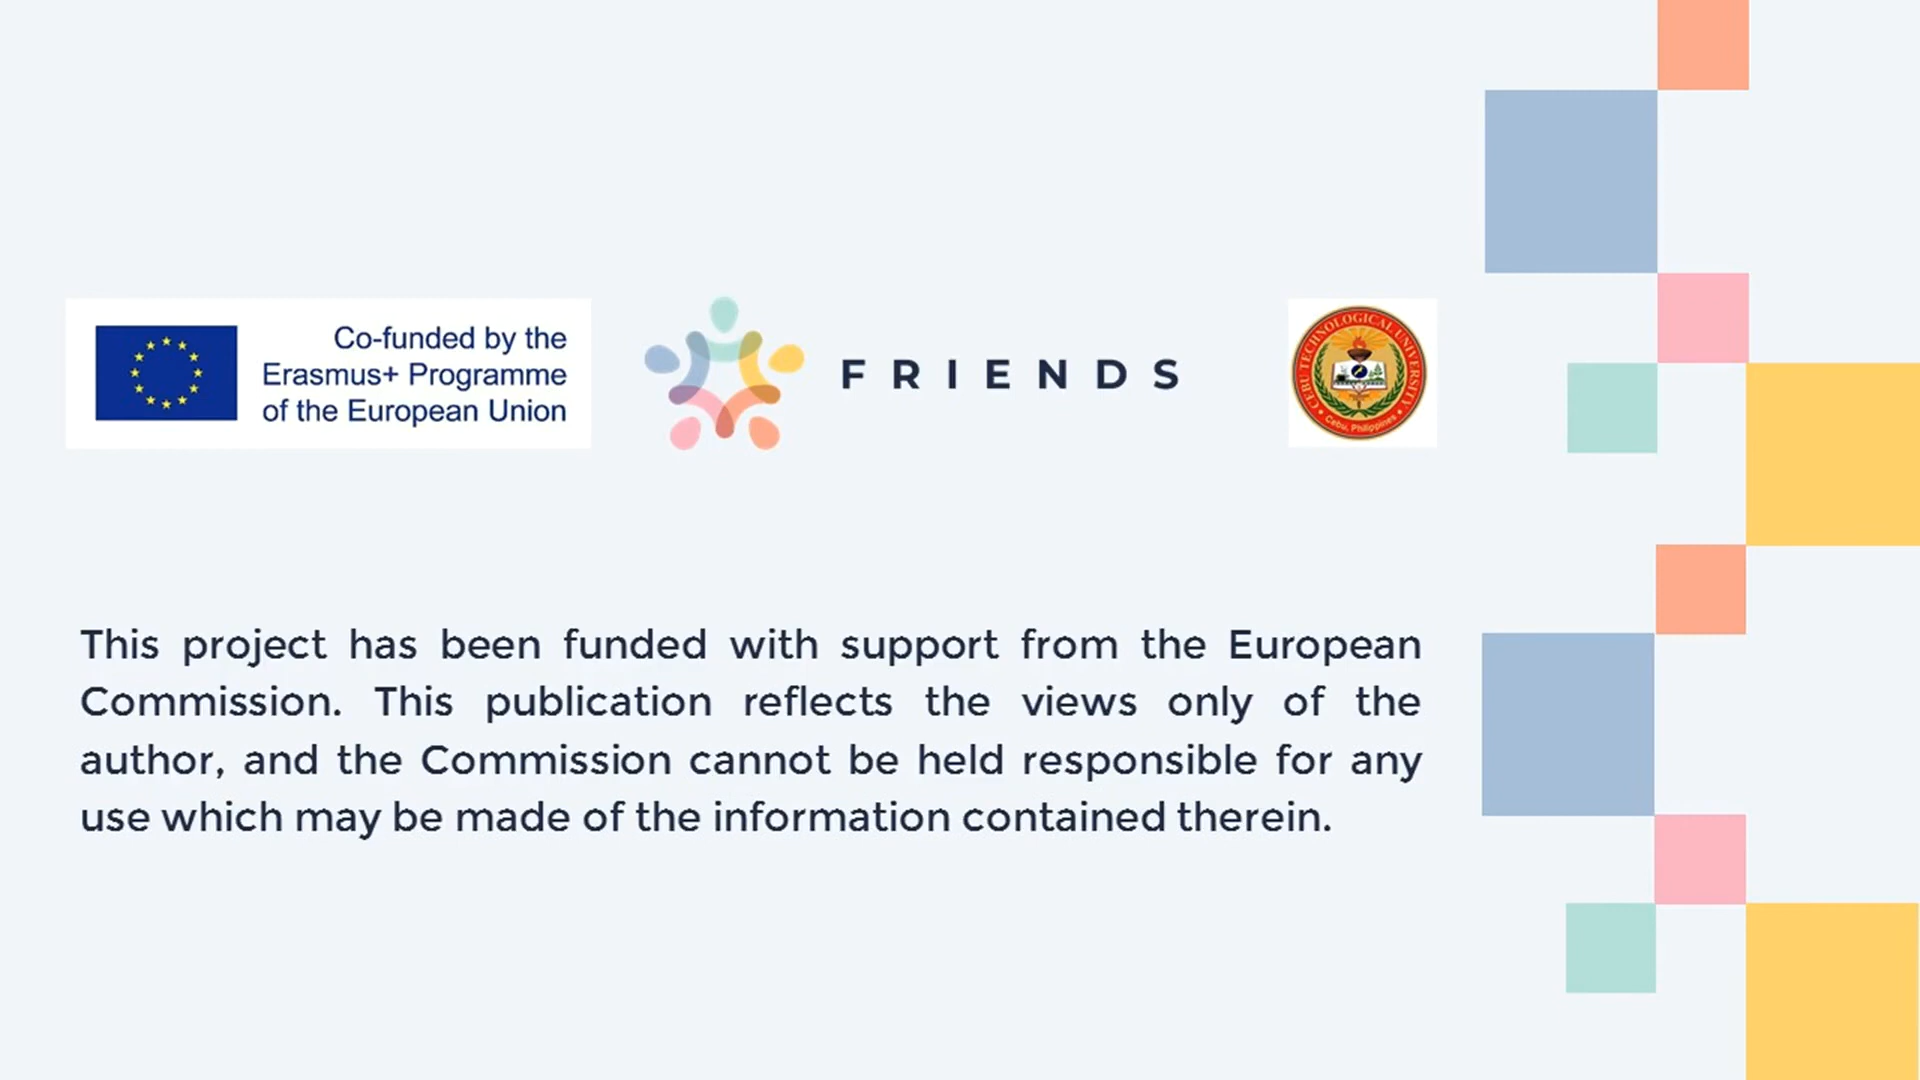 Co-funded by the
Erasmus+ Programme
of the European Union
FRIENDS
CEBU TECHNOLOGICAL UNIVERSITY
Cebu, Philippines
This project has been funded with support from the European
Commission. This publication reflects the views only of the
author, and the Commission cannot be held responsible for any
use which may be made of the information contained therein.